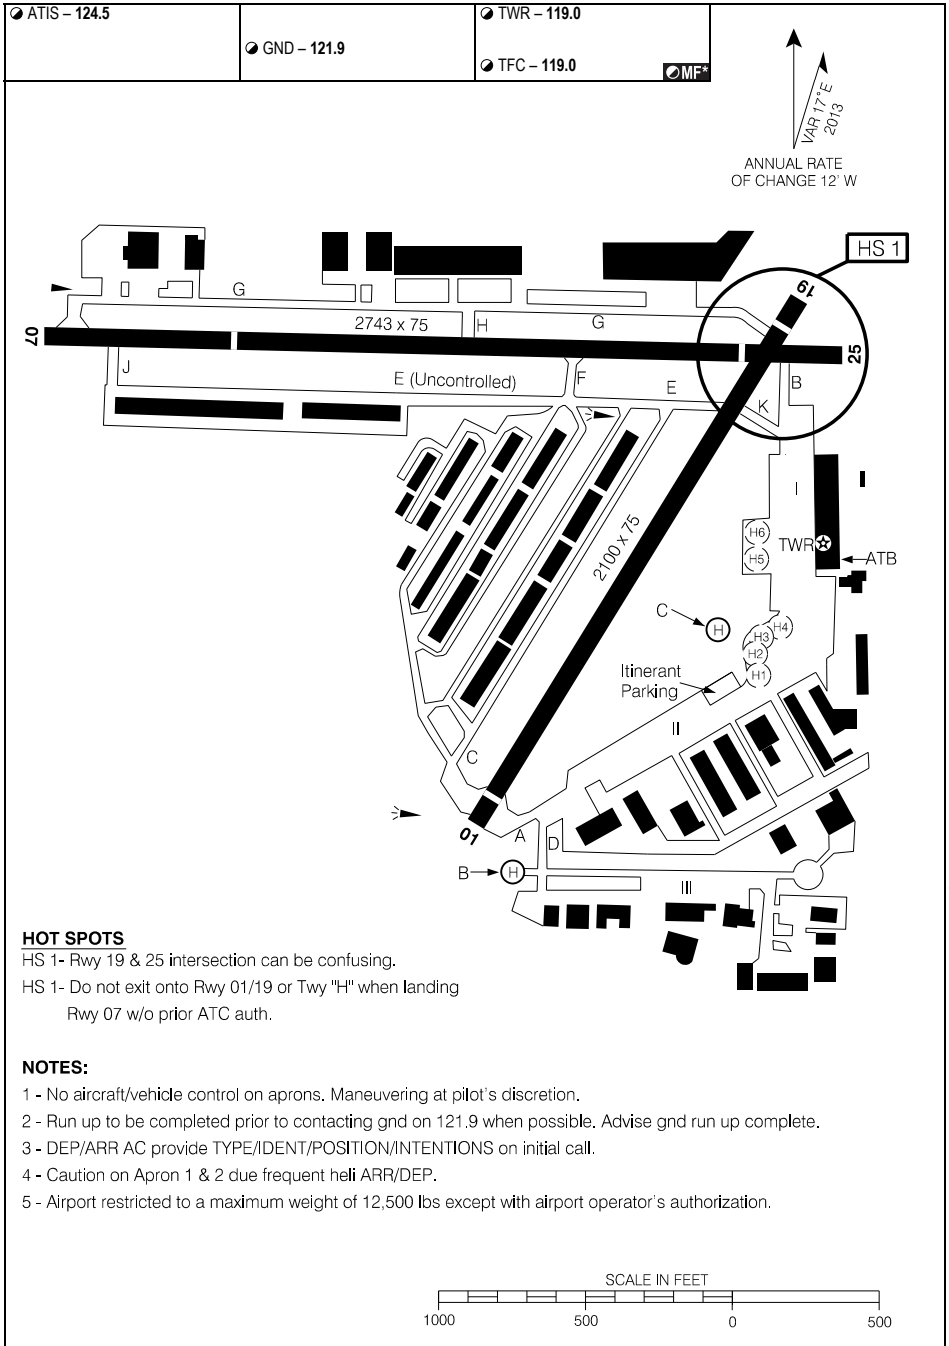 ATIS – 124.5
GND – 121.9
TWR – 119.0
TFC – 119.0
MF*
VAR 17°E
2013
ANNUAL RATE
OF CHANGE 12' W
HS 1
19
G
2743 x 75
H
G
07
25
J
E (Uncontrolled)
F
E
B
K
I
2100 x 75
H6
TWR
H5
ATB
C
H
H4
H3
H2
H1
Itinerant
Parking
II
C
01
A
D
B
H
III
HOT SPOTS
HS 1- Rwy 19 & 25 intersection can be confusing.
HS 1- Do not exit onto Rwy 01/19 or Twy "H" when landing
Rwy 07 w/o prior ATC auth.
NOTES:
1 - No aircraft/vehicle control on aprons. Maneuvering at pilot's discretion.
2 - Run up to be completed prior to contacting gnd on 121.9 when possible. Advise gnd run up complete.
3 - DEP/ARR AC provide TYPE/IDENT/POSITION/INTENTIONS on initial call.
4 - Caution on Apron 1 & 2 due frequent heli ARR/DEP.
5 - Airport restricted to a maximum weight of 12,500 lbs except with airport operator's authorization.
SCALE IN FEET
1000 500 0 500